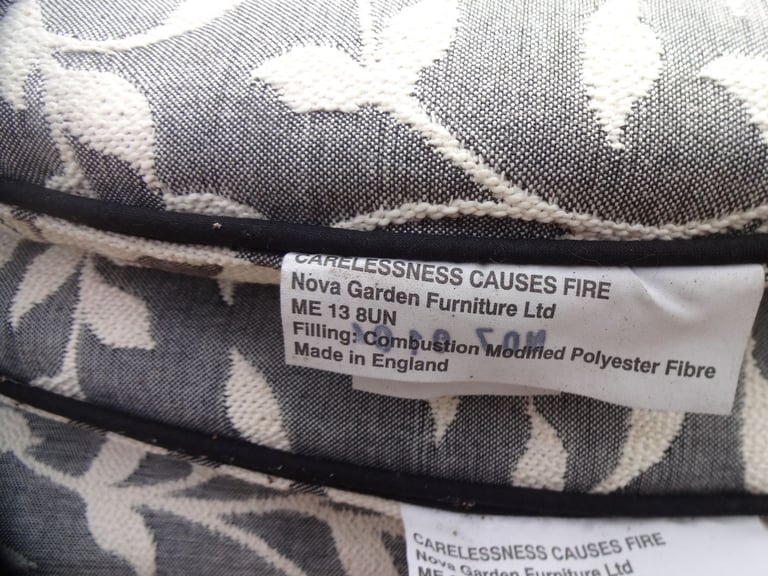 CARELESSNESS CAUSES FIRE
Nova Garden Furniture Ltd
ME 13 8UN
Filling: Combustion Modified Polyester Fibre
Made in England
CARELESSNESS CAUSES FIRE
Nova Garden Furniture Ltd